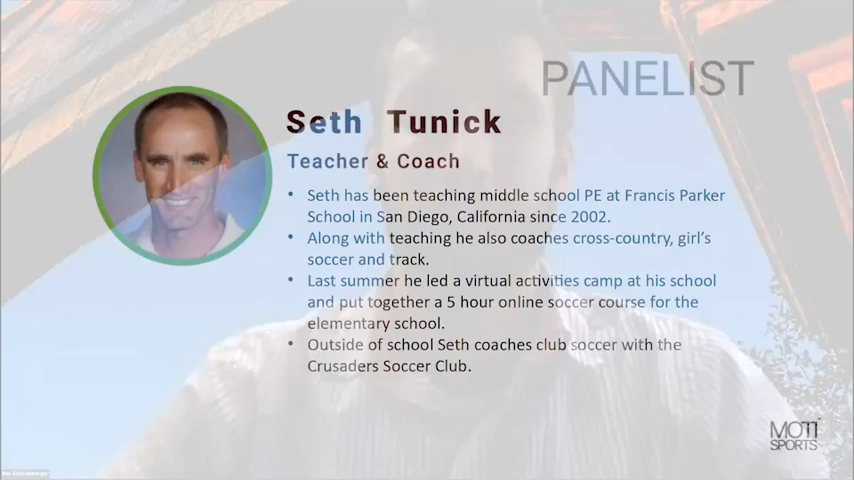 PANELIST
Seth Tunick
Teacher & Coach
• Seth has been teaching middle school PE at Francis Parker
School in San Diego, California since 2002.
• Along with teaching he also coaches cross-country, girl's
soccer and track.
• Last summer he led a virtual activities camp at his school
and put together a 5 hour online soccer course for the
elementary school.
• Outside of school Seth coaches club soccer with the
Crusaders Soccer Club.
MOTI
SPORTS